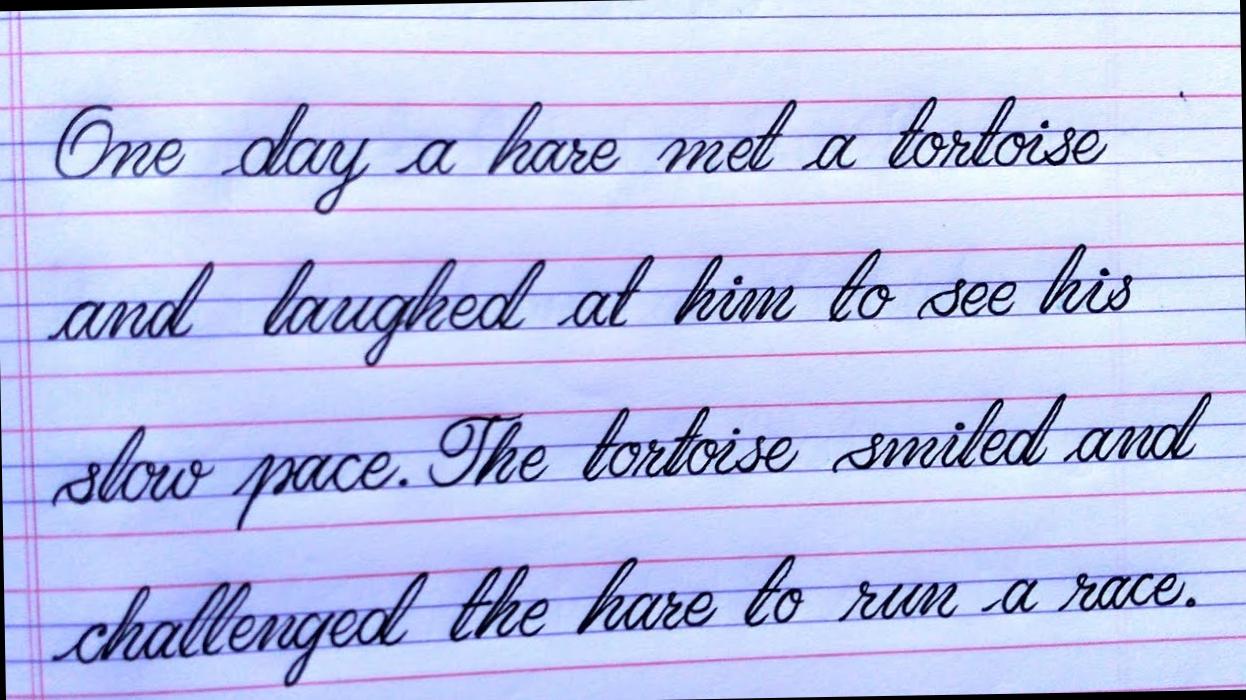 One day a hare met a tortoise
and laughed at him to see his
slow pace. The tortoise smiled and
challenged the hare to run a race.